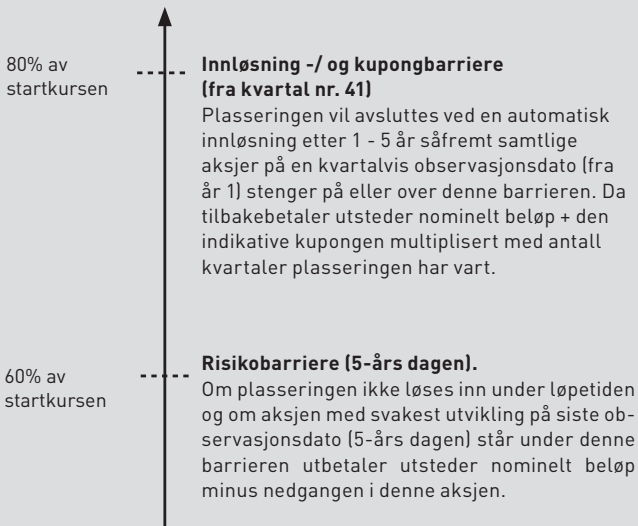 80% av
startkursen
Innløsning -/ og kupongbarriere
(fra kvartal nr. 41)
Plasseringen vil avsluttes ved en automatisk
innløsning etter 1 - 5 år såfremt samtlige
aksjer på en kvartalvis observasjonsdato (fra
år 1) stenger på eller over denne barrieren. Da
tilbakebetaler utsteder nominelt beløp + den
indikative kupongen multiplisert med antall
kvartaler plasseringen har vart.
60% av
startkursen
Risikobarriere (5-års dagen).
Om plasseringen ikke løses inn under løpetiden
og om aksjen med svakest utvikling på siste ob-
servasjonsdato (5-års dagen) står under denne
barrieren utbetaler utsteder nominelt beløp
minus nedgangen i denne aksjen.